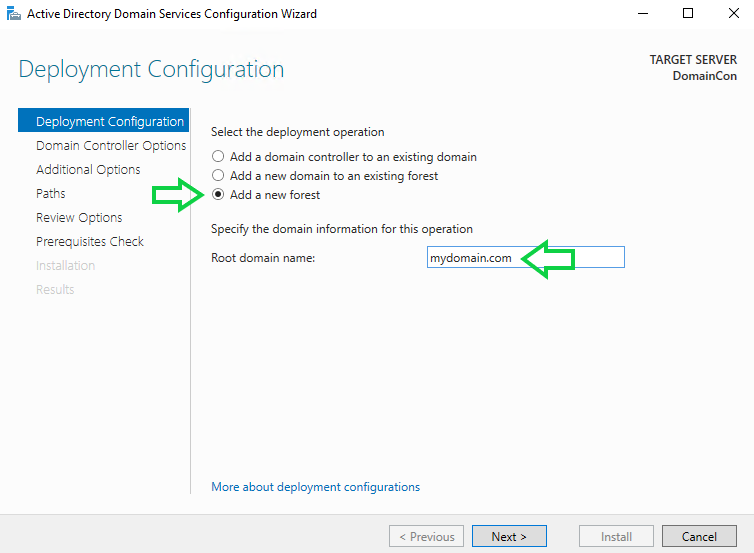 Active Directory Domain Services Configuration Wizard
Deployment Configuration
TARGET SERVER
DomainCon
Deployment Configuration
Domain Controller Options
Additional Options
Paths
Review Options
Prerequisites Check
Installation
Results
Select the deployment operation
Add a domain controller to an existing domain
Add a new domain to an existing forest
Add a new forest
Specify the domain information for this operation
Root domain name:
mydomain.com
More about deployment configurations
< Previous
Next >
Install
Cancel